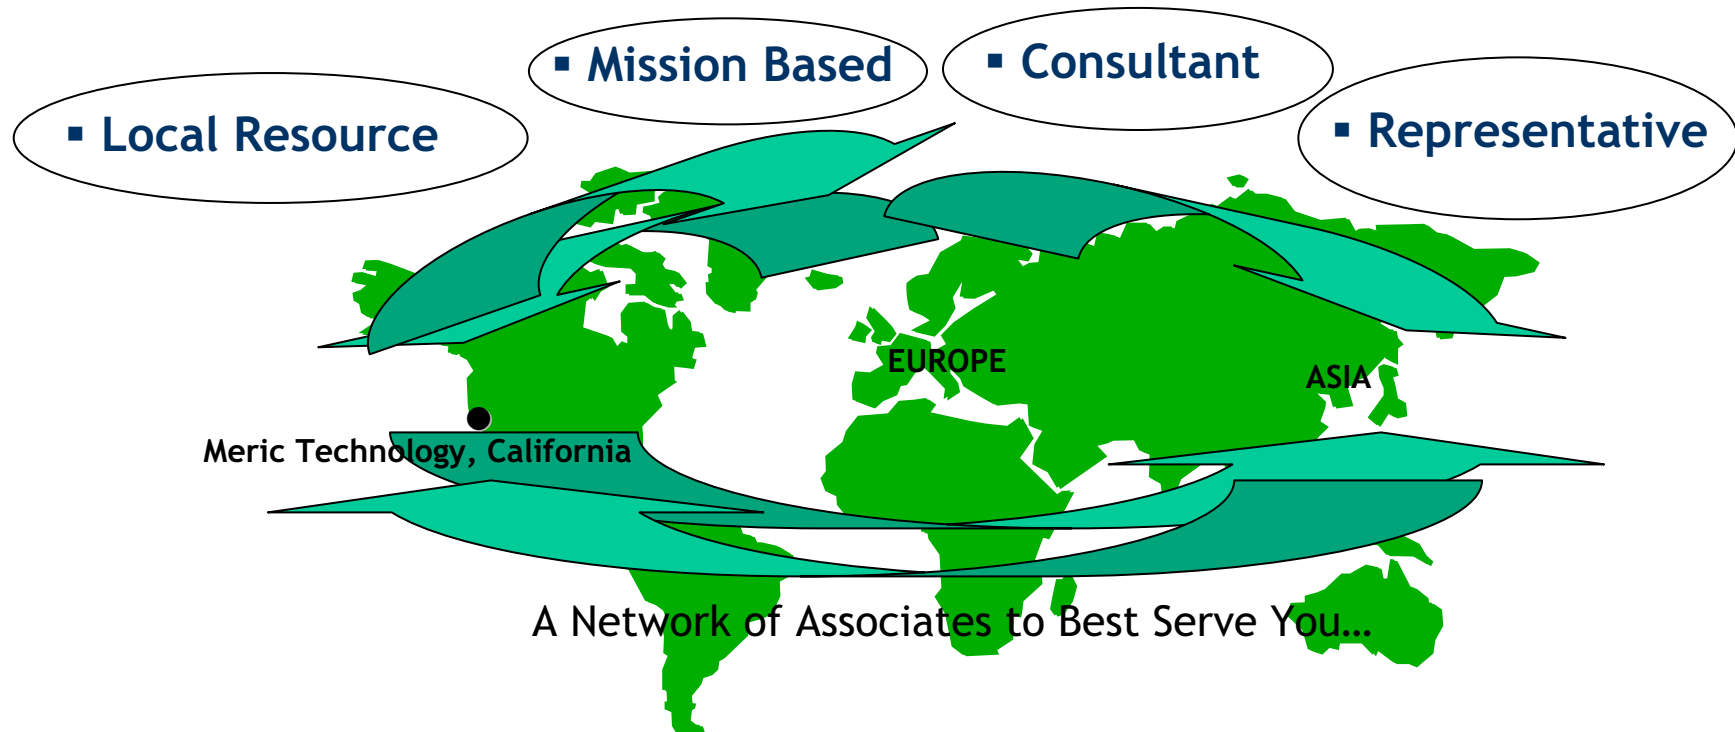 ▪ Mission Based
▪ Consultant
▪ Local Resource
▪ Representative
EUROPE
ASIA
Meric Technology, California
A Network of Associates to Best Serve You…